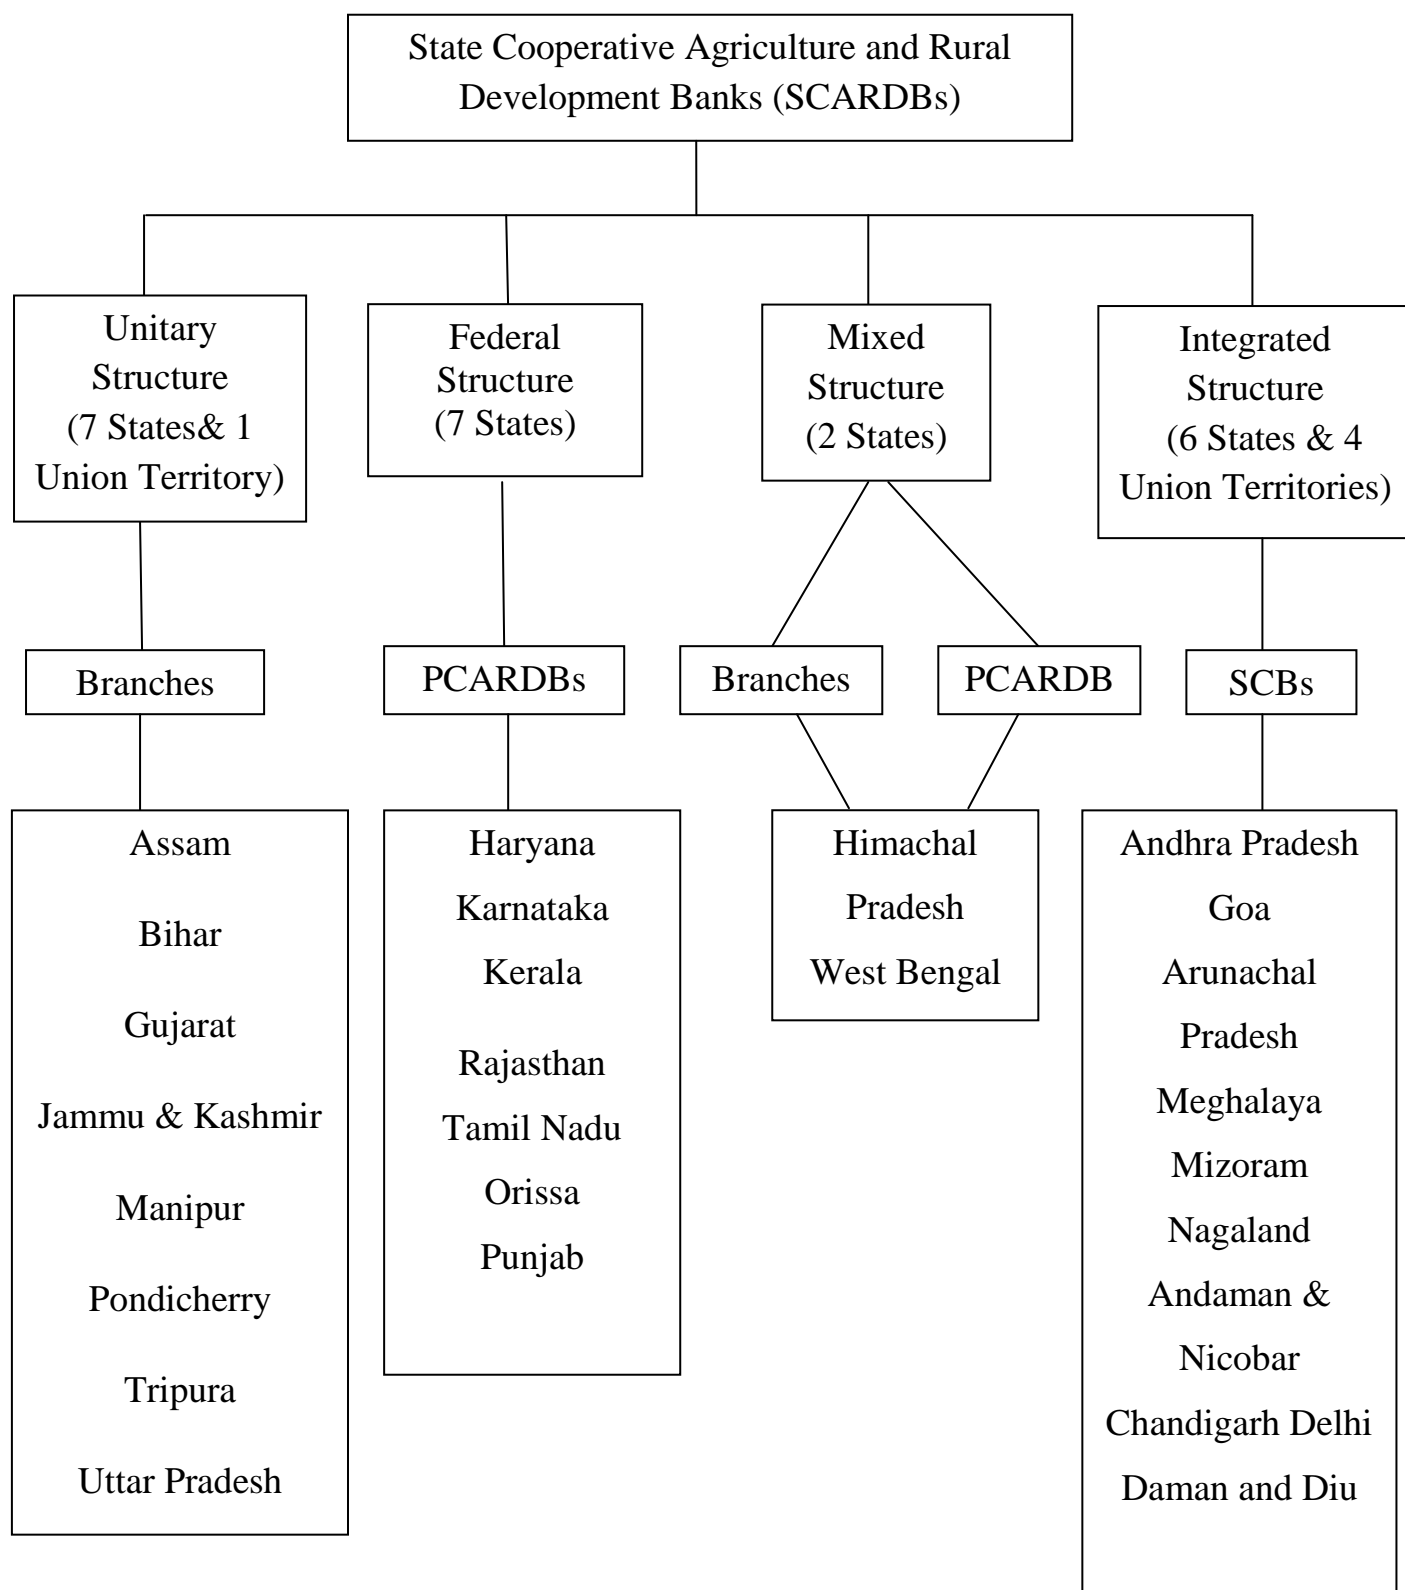 State Cooperative Agriculture and Rural
Development Banks (SCARDBs)
Unitary
Structure
(7 States& 1
Union Territory)
Federal
Structure
(7 States)
Mixed
Structure
(2 States)
Integrated
Structure
(6 States & 4
Union Territories)
Branches
PCARDBs
Branches
PCARDB
SCBs
Assam
Bihar
Gujarat
Jammu & Kashmir
Manipur
Pondicherry
Tripura
Uttar Pradesh
Haryana
Karnataka
Kerala
Rajasthan
Tamil Nadu
Orissa
Punjab
Himachal
Pradesh
West Bengal
Andhra Pradesh
Goa
Arunachal
Pradesh
Meghalaya
Mizoram
Nagaland
Andaman &
Nicobar
Chandigarh Delhi
Daman and Diu